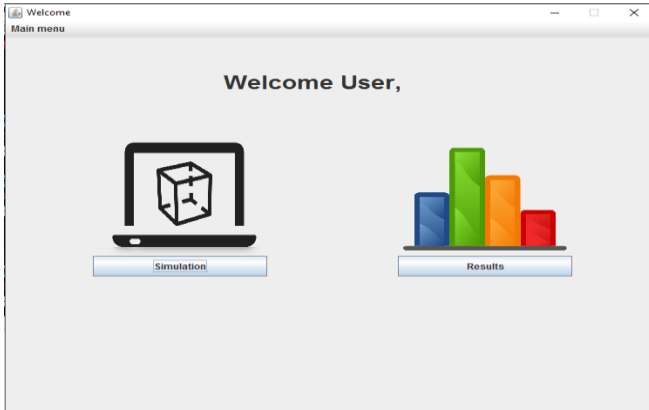 Welcome
Main menu
Welcome User,
Simulation
Results